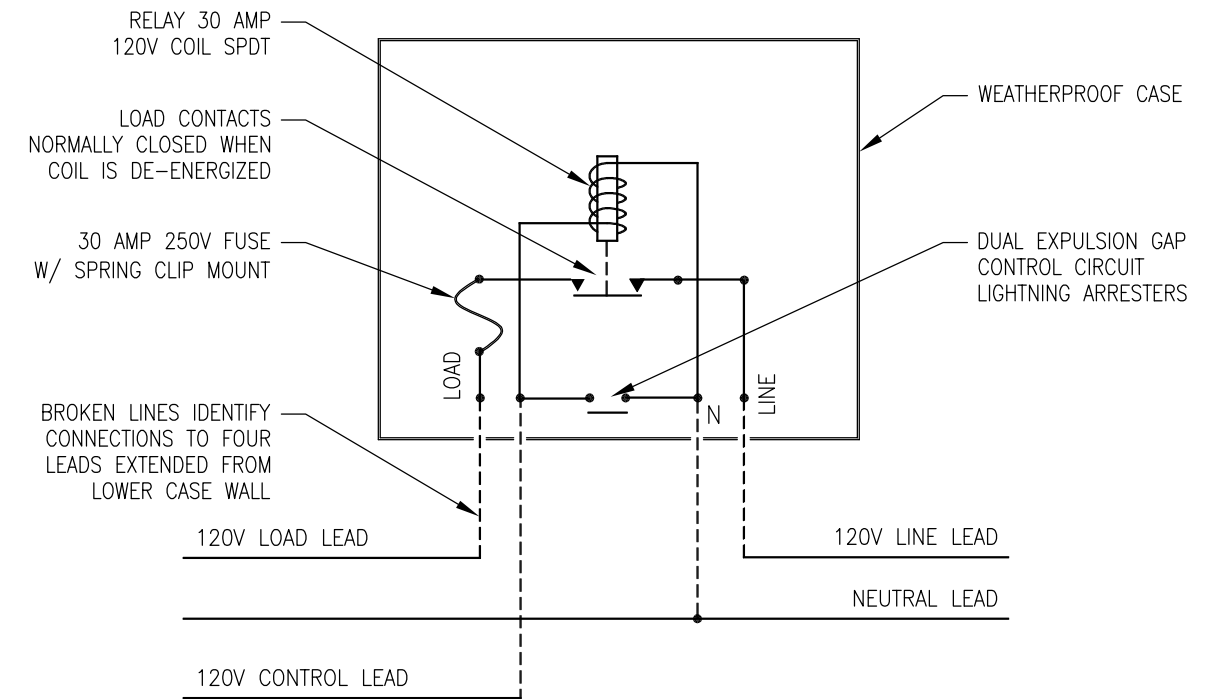 RELAY 30 AMP
120V COIL SPDT
WEATHERPROOF CASE
LOAD CONTACTS
NORMALLY CLOSED WHEN
COIL IS DE-ENERGIZED
30 AMP 250V FUSE
W/ SPRING CLIP MOUNT
DUAL EXPULSION GAP
CONTROL CIRCUIT
LIGHTNING ARRESTERS
LOAD
N
LINE
BROKEN LINES IDENTIFY
CONNECTIONS TO FOUR
LEADS EXTENDED FROM
LOWER CASE WALL
120V LOAD LEAD
120V LINE LEAD
NEUTRAL LEAD
120V CONTROL LEAD